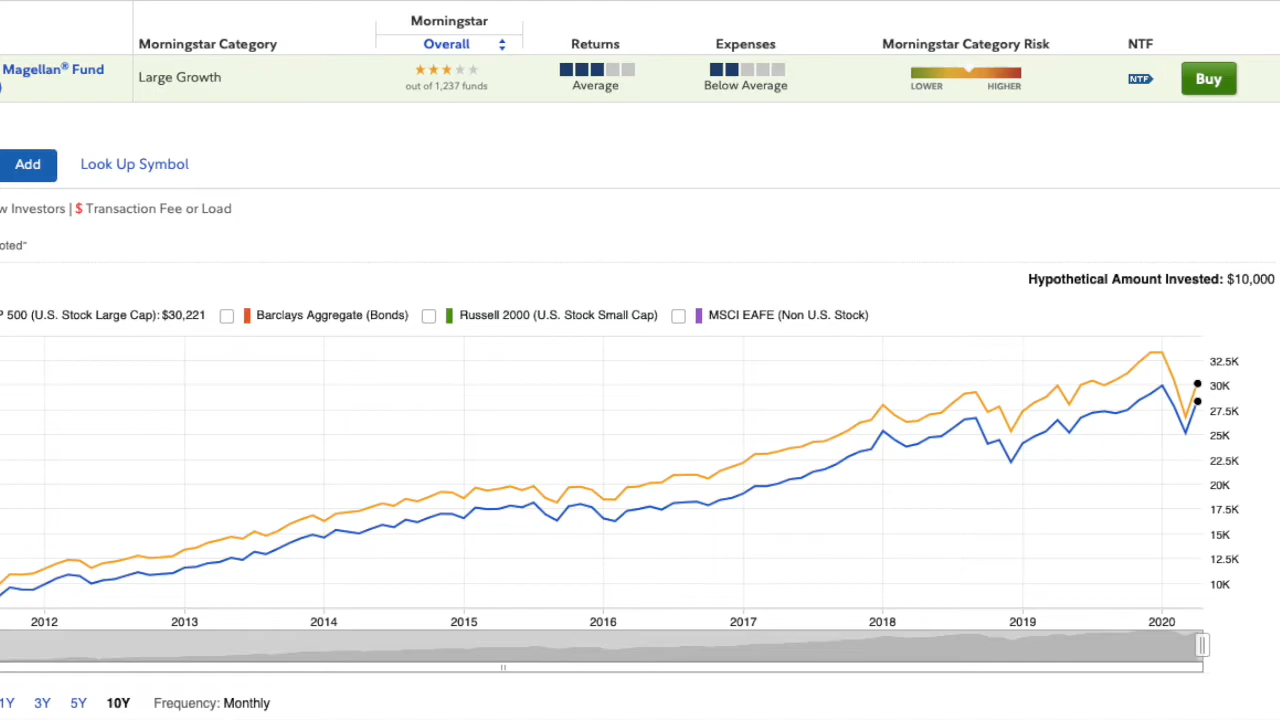 Morningstar
Morningstar Category Overall Returns Expenses Morningstar Category Risk NTF
Magellan® Fund
)
Large Growth
out of 1,237 funds
Average
Below Average
LOWER HIGHER
NTF
Buy
Add Look Up Symbol
w Investors | $ Transaction Fee or Load
oted"
Hypothetical Amount Invested: $10,000
P 500 (U.S. Stock Large Cap): $30,221 Barclays Aggregate (Bonds) Russell 2000 (U.S. Stock Small Cap) MSCI EAFE (Non U.S. Stock)
32.5K
30K
27.5K
25K
22.5K
20K
17.5K
15K
12.5K
10K
2012 2013 2014 2015 2016 2017 2018 2019 2020
1Y 3Y 5Y 10Y Frequency: Monthly